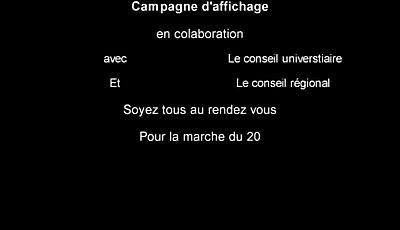 Campagne d'affichage
en colaboration
avec Le conseil universtiaire
Et Le conseil régional
Soyez tous au rendez vous
Pour la marche du 20